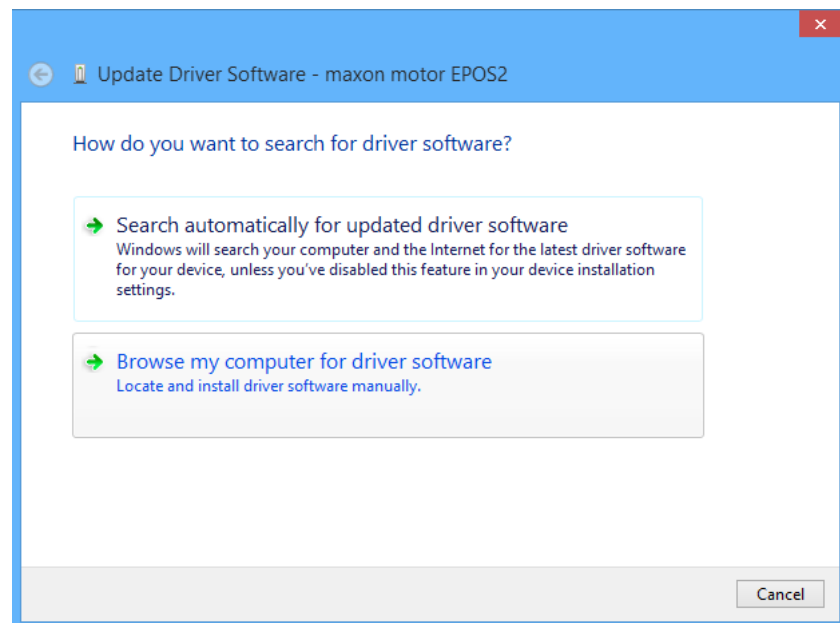 Update Driver Software - maxon motor EPOS2
How do you want to search for driver software?
Search automatically for updated driver software
Windows will search your computer and the Internet for the latest driver software
for your device, unless you've disabled this feature in your device installation
settings.
Browse my computer for driver software
Locate and install driver software manually.
Cancel